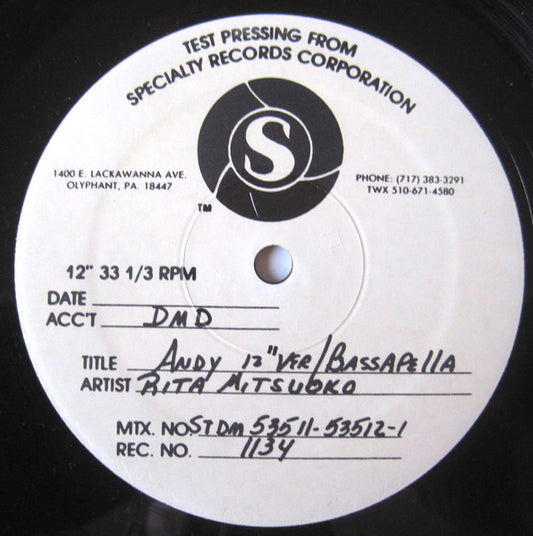 TEST PRESSING FROM
SPECIALTY RECORDS CORPORATION
S
TM
1400 E. LACKAWANNA AVE.
OLYPHANT, PA. 18447
PHONE: (717) 383-3291
TWX 510-671-4580
12" 33 1/3 RPM
DATE
ACC'T DMD
TITLE ANDY 12" VER/BASSAPELLA
ARTIST RITA MITSUOKO
MTX. NO. STDM 53511-53512-1
REC. NO. 1134